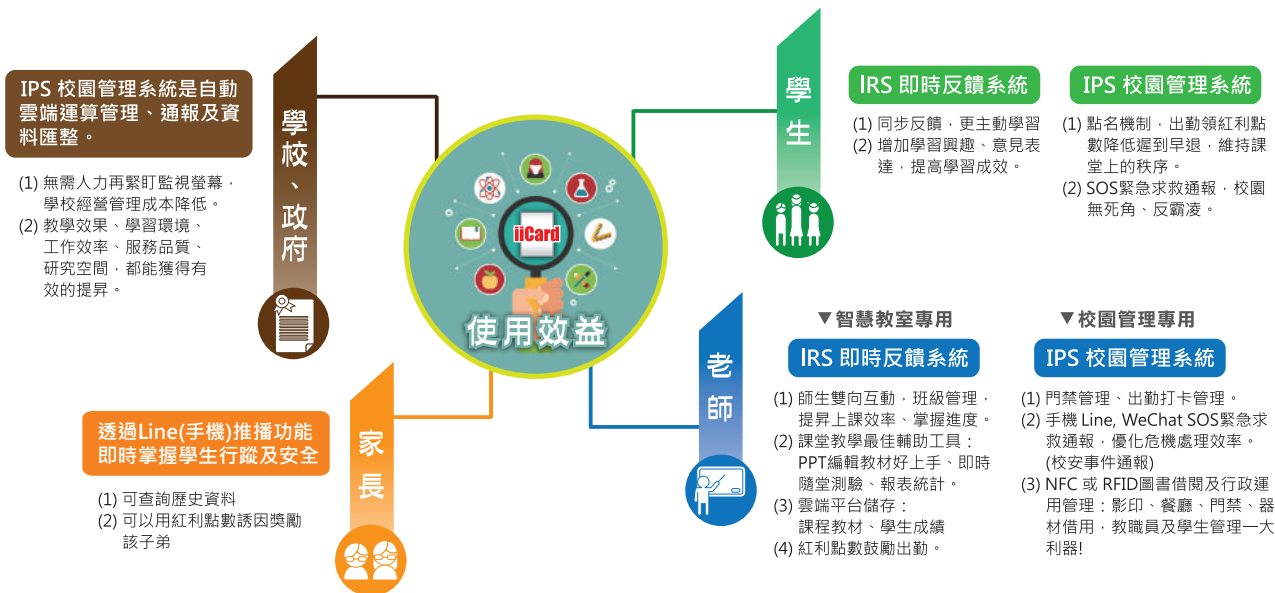 IPS 校園管理系統是自動
雲端運算管理、通報及資
料匯整。
(1) 無需人力再緊盯監視螢幕，
學校經營管理成本降低。
(2) 教學效果、學習環境、
工作效率、服務品質、
研究空間，都能獲得有
效的提昇。
學校、政府
iiCard
使用效益
學生
IRS 即時反饋系統
(1) 同步反饋，更主動學習
(2) 增加學習興趣、意見表
達，提高學習成效。
IPS 校園管理系統
(1) 點名機制，出勤領紅利點
數降低遲到早退，維持課
堂上的秩序。
(2) SOS緊急求救通報，校園
無死角、反霸凌。
透過Line(手機)推播功能
即時掌握學生行蹤及安全
(1) 可查詢歷史資料
(2) 可以用紅利點數誘因獎勵
該子弟
家長
老師
▼智慧教室專用
IRS 即時反饋系統
(1) 師生雙向互動，班級管理，
提昇上課效率、掌握進度。
(2) 課堂教學最佳輔助工具：
PPT編輯教材好上手、即時
隨堂測驗、報表統計。
(3) 雲端平台儲存：
課程教材、學生成績
(4) 紅利點數鼓勵出勤。
▼校園管理專用
IPS 校園管理系統
(1) 門禁管理、出勤打卡管理。
(2) 手機 Line, WeChat SOS緊急求
救通報，優化危機處理效率。
(校安事件通報)
(3) NFC 或 RFID圖書借閱及行政運
用管理：影印、餐廳、門禁、器
材借用，教職員及學生管理一大
利器!